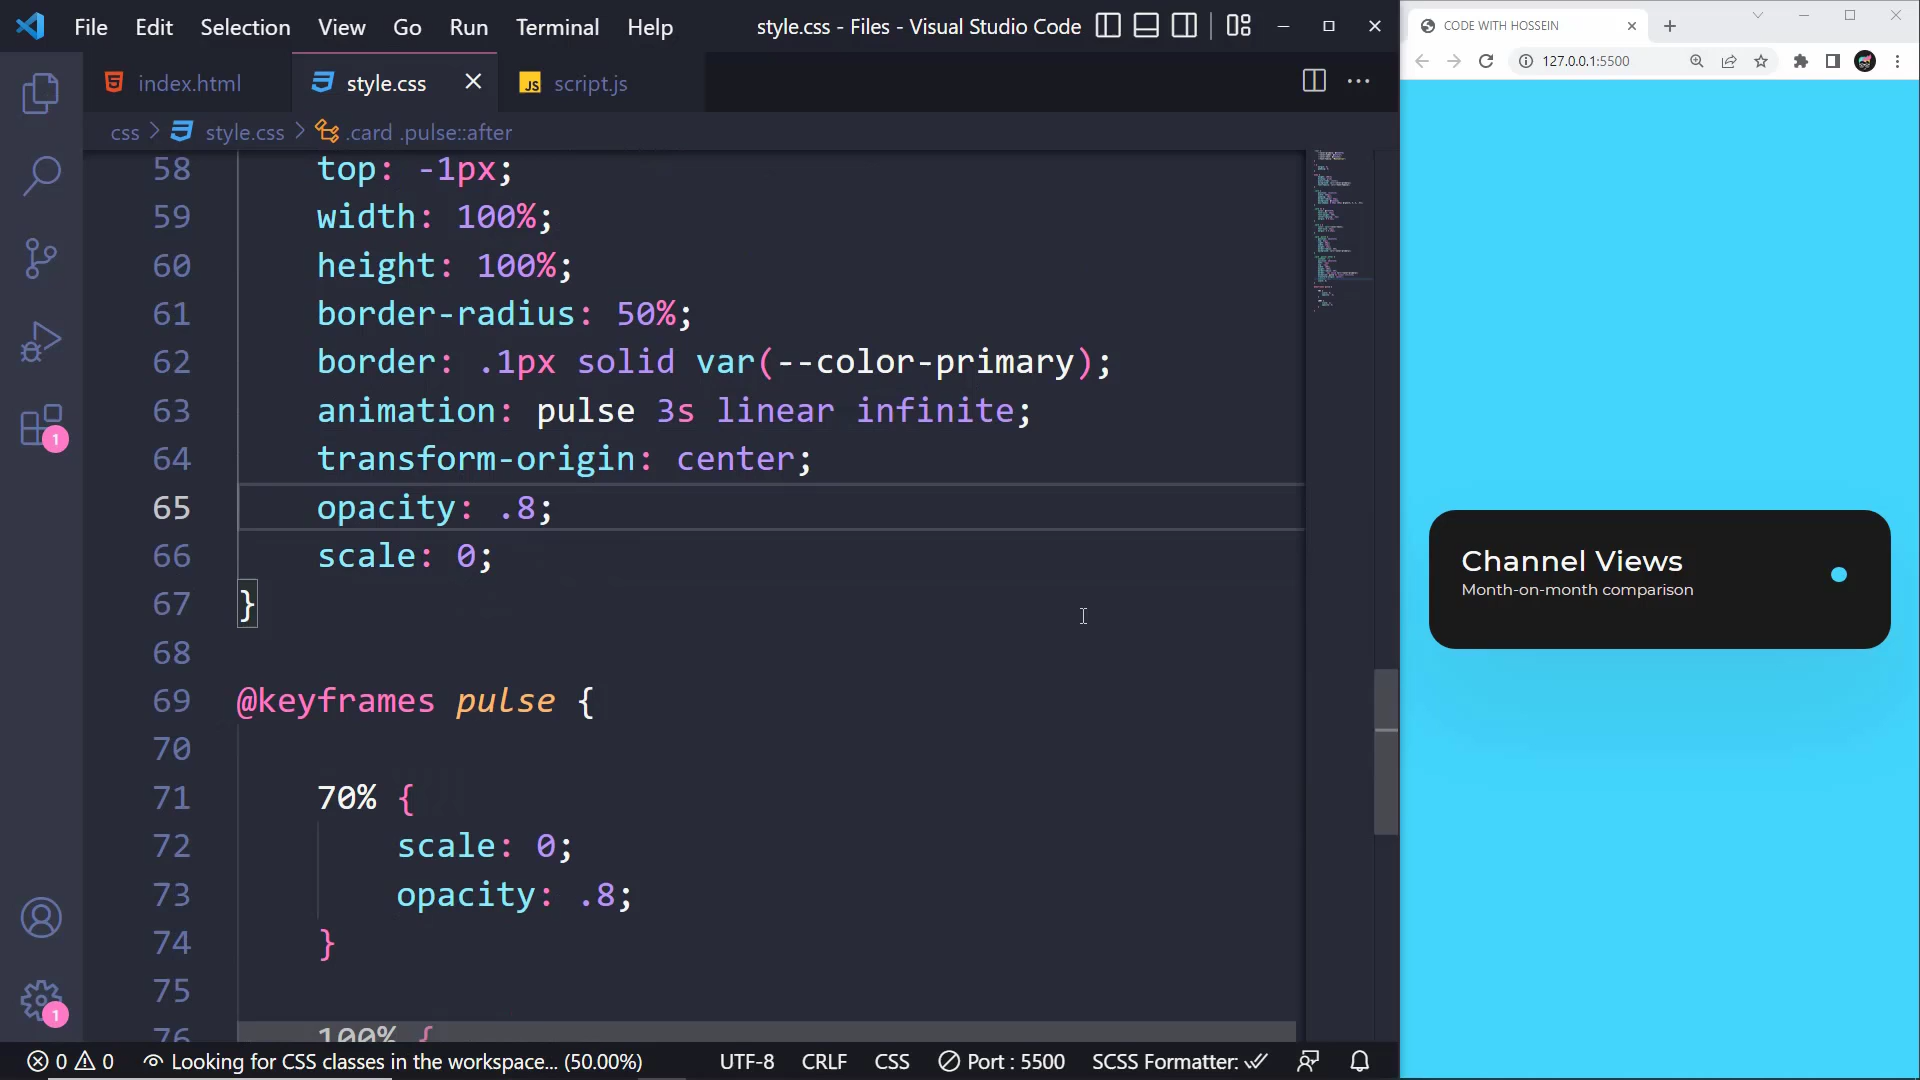 File Edit Selection View Go Run Terminal Help
style.css - Files - Visual Studio Code
index.html style.css script.js
css > style.css > .card .pulse::after
58 top: -1px;
59 width: 100%;
60 height: 100%;
61 border-radius: 50%;
62 border: .1px solid var(--color-primary);
63 animation: pulse 3s linear infinite;
64 transform-origin: center;
65 opacity: .8;
66 scale: 0;
67 }
68
69 @keyframes pulse {
70
71 70% {
72 scale: 0;
73 opacity: .8;
74 }
75
76 100% {
1
1
0 0 Looking for CSS classes in the workspace... (50.00%) UTF-8 CRLF CSS Port : 5500 SCSS Formatter:
CODE WITH HOSSEIN
127.0.0.1:5500
Channel Views
Month-on-month comparison